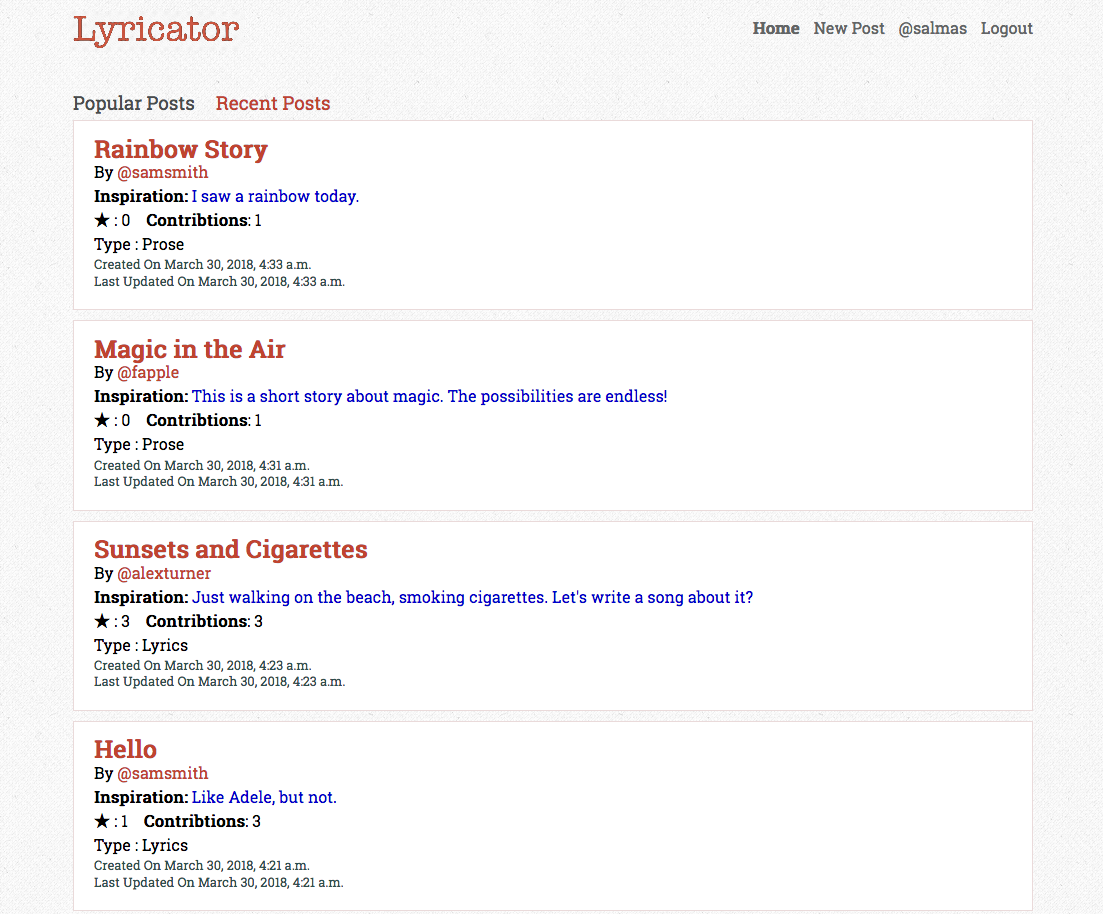 Lyricator
Home New Post @salmas Logout
Popular Posts Recent Posts
Rainbow Story
By @samsmith
Inspiration: I saw a rainbow today.
★ : 0 Contribtions: 1
Type : Prose
Created On March 30, 2018, 4:33 a.m.
Last Updated On March 30, 2018, 4:33 a.m.
Magic in the Air
By @fapple
Inspiration: This is a short story about magic. The possibilities are endless!
★ : 0 Contribtions: 1
Type : Prose
Created On March 30, 2018, 4:31 a.m.
Last Updated On March 30, 2018, 4:31 a.m.
Sunsets and Cigarettes
By @alexturner
Inspiration: Just walking on the beach, smoking cigarettes. Let's write a song about it?
★ : 3 Contribtions: 3
Type : Lyrics
Created On March 30, 2018, 4:23 a.m.
Last Updated On March 30, 2018, 4:23 a.m.
Hello
By @samsmith
Inspiration: Like Adele, but not.
★ : 1 Contribtions: 3
Type : Lyrics
Created On March 30, 2018, 4:21 a.m.
Last Updated On March 30, 2018, 4:21 a.m.